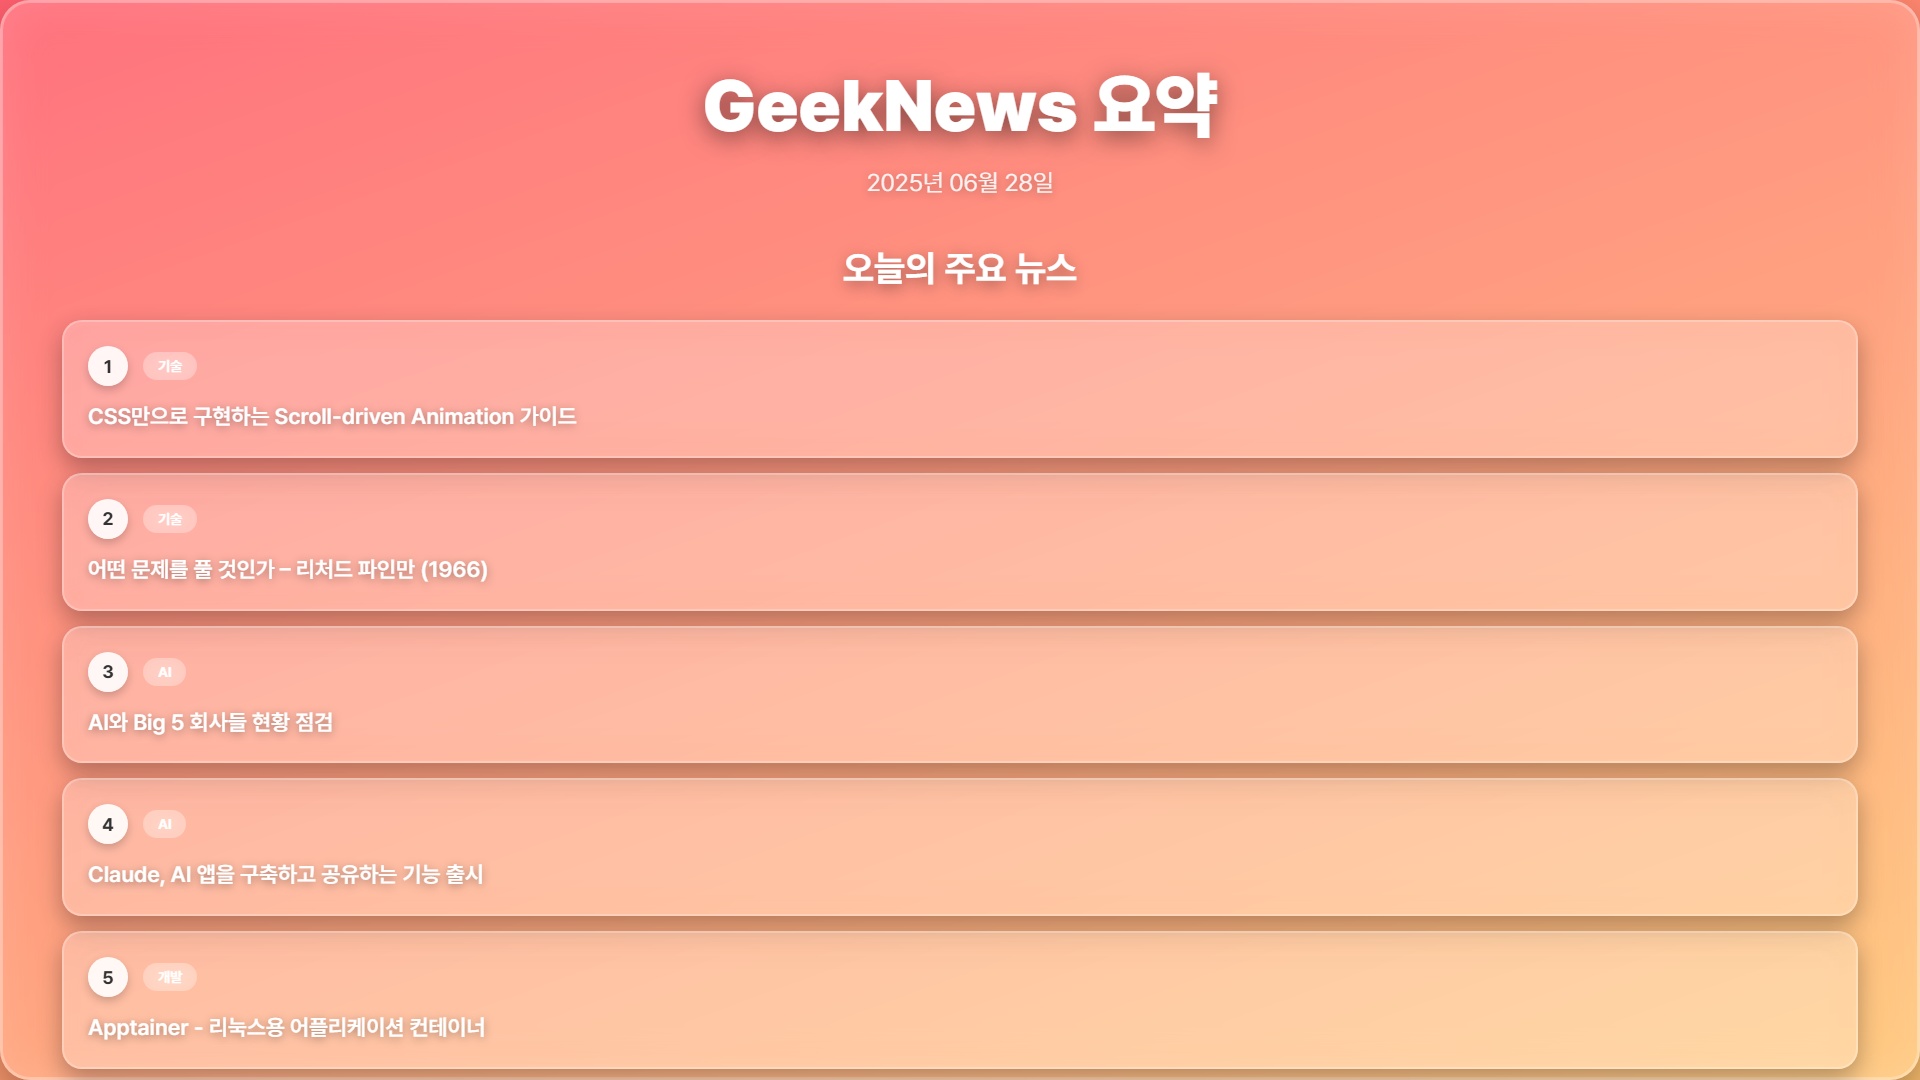 GeekNews 요약
2025년 06월 28일
오늘의 주요 뉴스
1 기술
CSS만으로 구현하는 Scroll-driven Animation 가이드
2 기술
어떤 문제를 풀 것인가 – 리처드 파인만 (1966)
3 AI
AI와 Big 5 회사들 현황 점검
4 AI
Claude, AI 앱을 구축하고 공유하는 기능 출시
5 개발
Apptainer - 리눅스용 어플리케이션 컨테이너